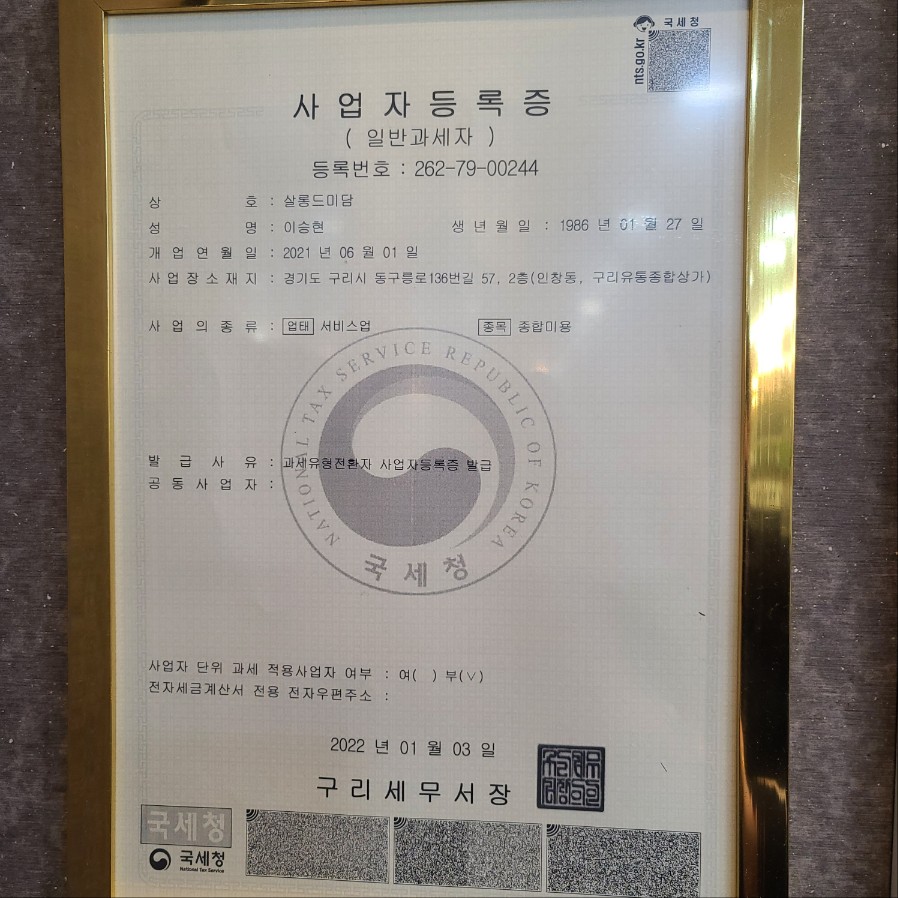 국세청
nts.go.kr
사업자등록증
( 일반과세자 )
등록번호 : 262-79-00244
상 호 : 살롱드미담
성 명 : 이승현 생 년 월 일 : 1986 년 01 월 27 일
개 업 연 월 일 : 2021 년 06 월 01 일
사 업 장 소 재 지 : 경기도 구리시 동구릉로136번길 57, 2층(인창동, 구리유통종합상가)
사 업 의 종 류 : 업태 서비스업 종목 종합미용
NATIONAL TAX SERVICE REPUBLIC OF KOREA
발 급 사 유 : 과세유형전환자 사업자등록증 발급
공 동 사 업 자 :
국세청
사업자 단위 과세 적용사업자 여부 : 여( ) 부(∨)
전자세금계산서 전용 전자우편주소 :
2022 년 01 월 03 일
구리세무서장
국세청
국세청
National Tax Service